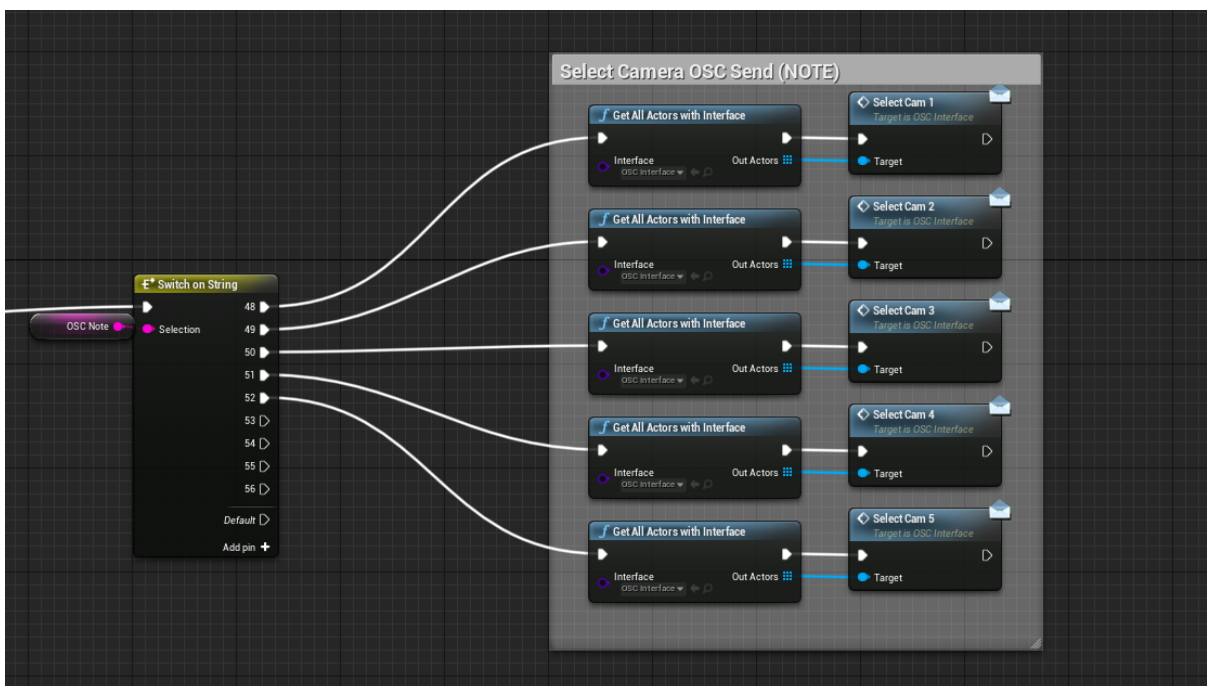 Select Camera OSC Send (NOTE)
Get All Actors with Interface
Interface
OSC Interface
Out Actors
Select Cam 1
Target is OSC Interface
Target
Get All Actors with Interface
Interface
OSC Interface
Out Actors
Select Cam 2
Target is OSC Interface
Target
Switch on String
OSC Note
Selection
48
49
50
51
52
53
54
55
56
Default
Add pin +
Get All Actors with Interface
Interface
OSC Interface
Out Actors
Select Cam 3
Target is OSC Interface
Target
Get All Actors with Interface
Interface
OSC Interface
Out Actors
Select Cam 4
Target is OSC Interface
Target
Get All Actors with Interface
Interface
OSC Interface
Out Actors
Select Cam 5
Target is OSC Interface
Target